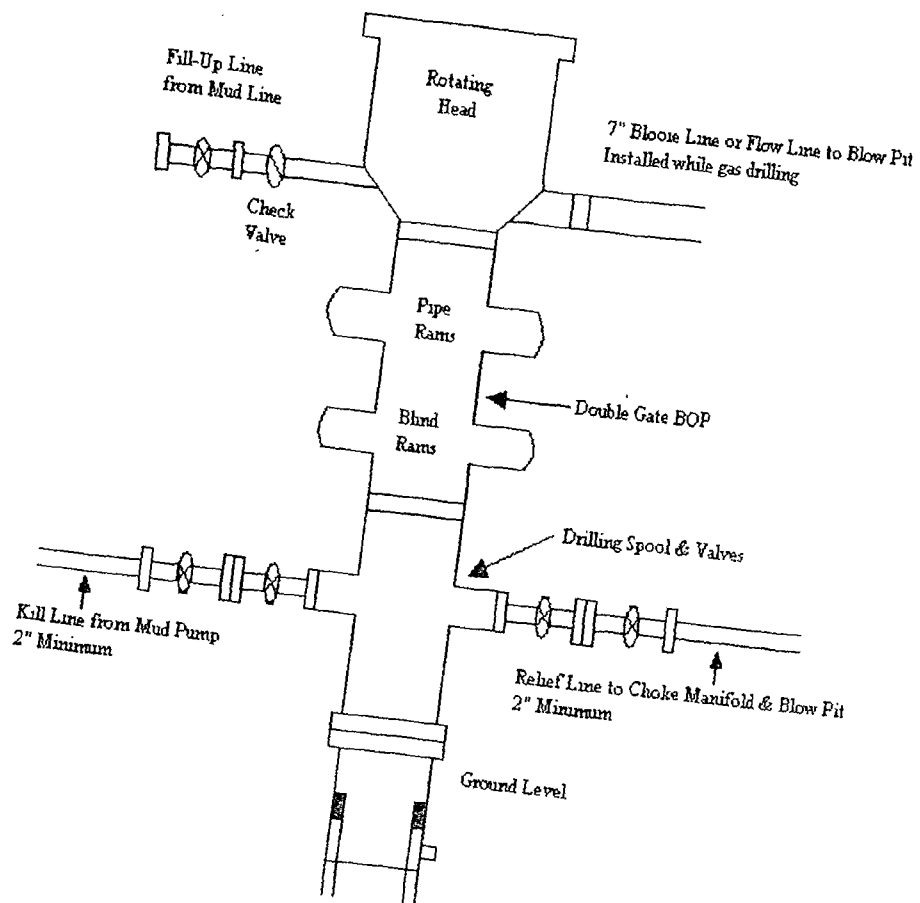 Fill-Up Line
from Mud Line
Rotating
Head
7" Blooie Line or Flow Line to Blow Pit
Installed while gas drilling
Check
Valve
Pipe
Rams
Double Gate BOP
Blind
Rams
Drilling Spool & Valves
Kill Line from Mud Pump
2" Minimum
Relief Line to Choke Manifold & Blow Pit
2" Minimum
Ground Level